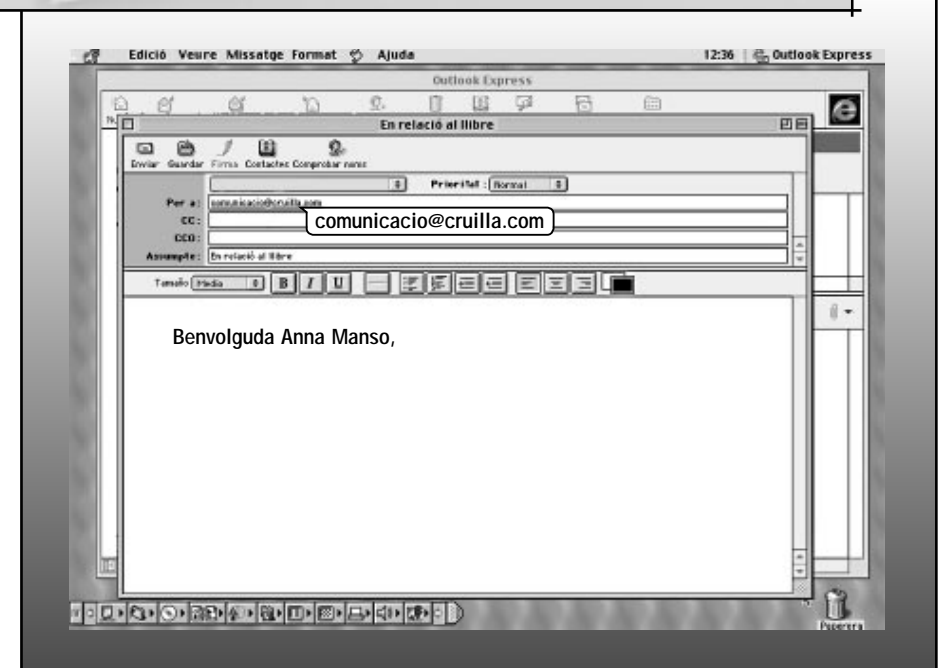 Edició Veure Missatge Format Ajuda 12:36 Outlook Express
Outlook Express
En relació al llibre
Enviar Guardar Firma Contactes Comprobar noms
Prioritat: Normal
Per a: comunicacio@cruilla.com
comunicacio@cruilla.com
CC:
CCO:
Assumpte: En relació al llibre
Tamaño Media B I U
Benvolguda Anna Manso,
Paperera